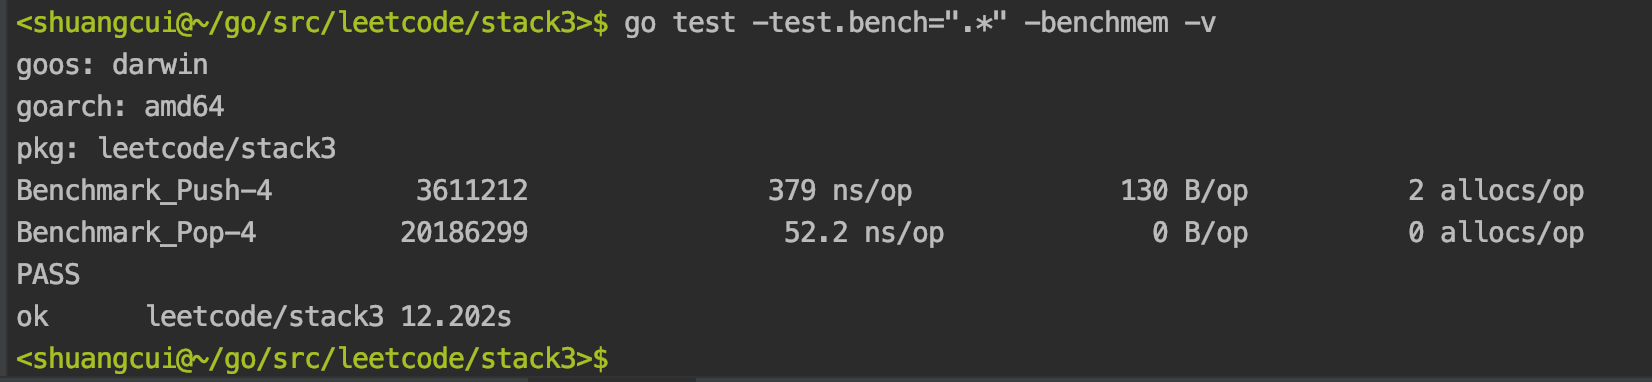 <shuangcui@~/go/src/leetcode/stack3>$ go test -test.bench=".*" -benchmem -v
goos: darwin
goarch: amd64
pkg: leetcode/stack3
Benchmark_Push-4         3611212               379 ns/op             130 B/op          2 allocs/op
Benchmark_Pop-4         20186299                52.2 ns/op             0 B/op          0 allocs/op
PASS
ok      leetcode/stack3 12.202s
<shuangcui@~/go/src/leetcode/stack3>$